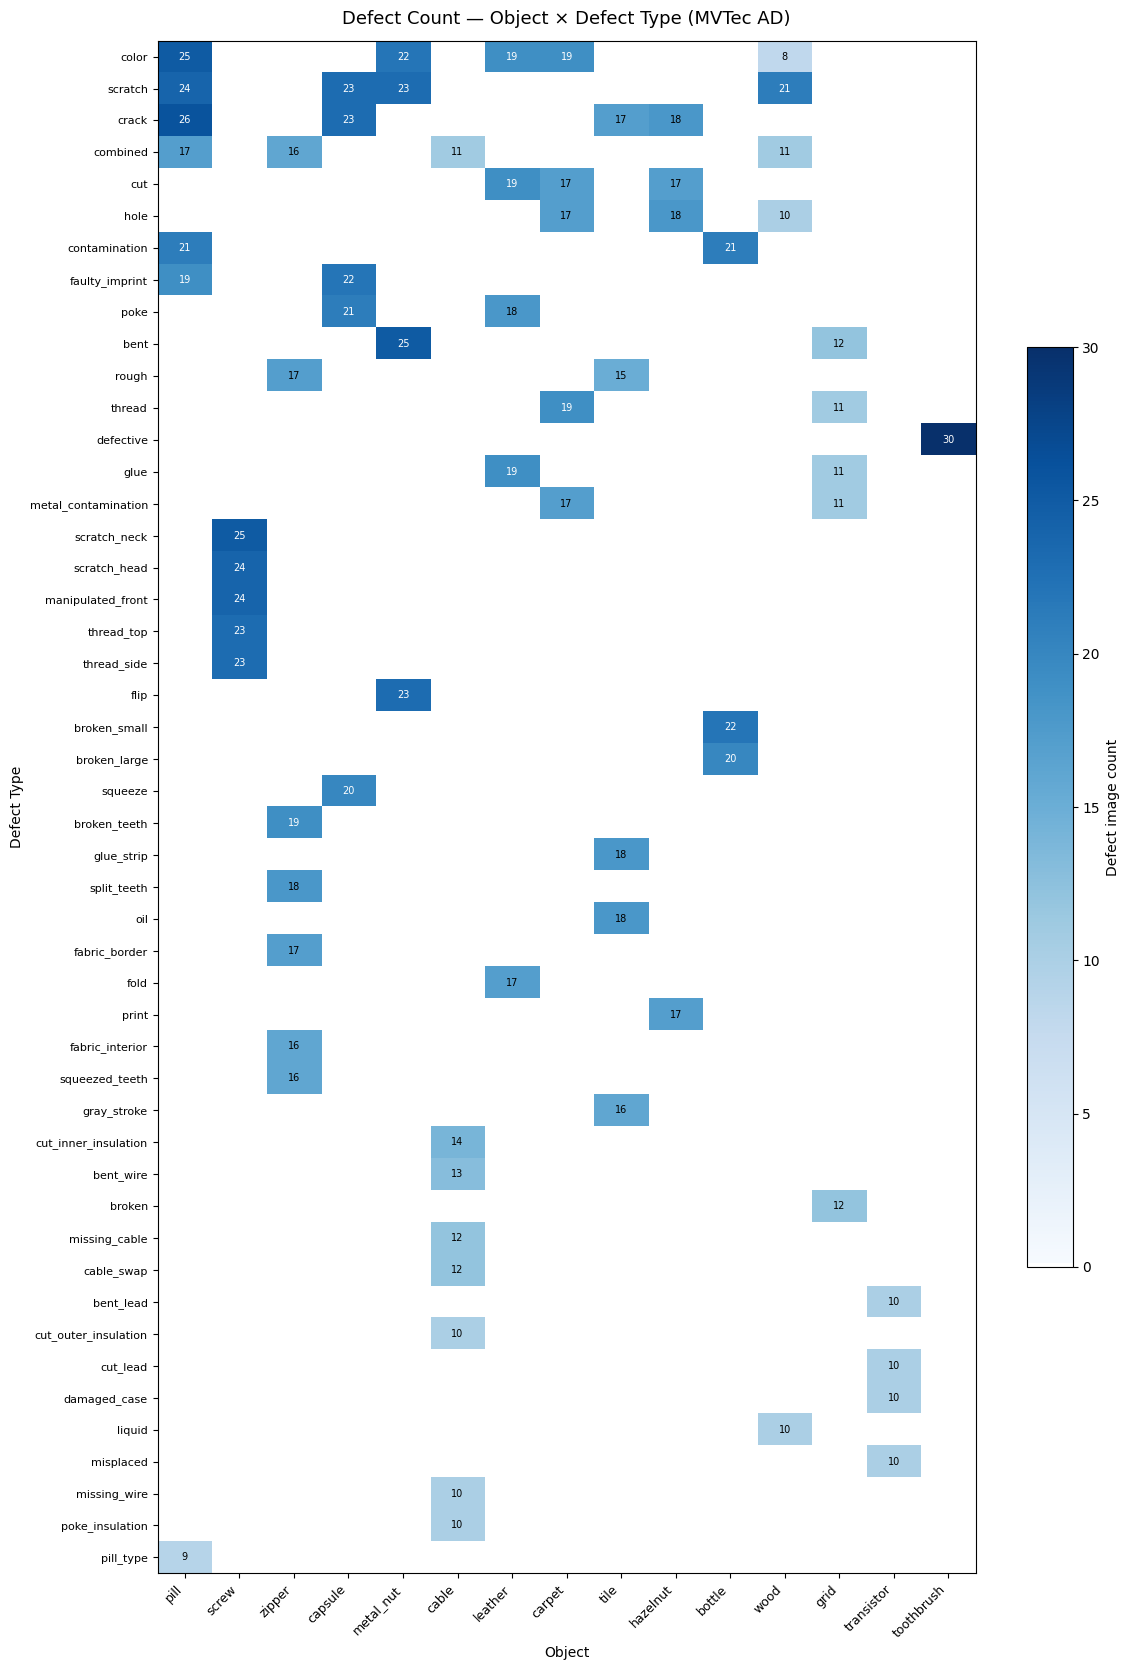 Defect Count — Object × Defect Type (MVTec AD)
color 25 22 19 19 8
scratch 24 23 23 21
crack 26 23 17 18
combined 17 16 11 11
cut 19 17 17
hole 17 18 10
contamination 21 21
faulty_imprint 19 22
poke 21 18
bent 25 12
rough 17 15
thread 19 11
defective 30
glue 19 11
metal_contamination 17 11
scratch_neck 25
scratch_head 24
manipulated_front 24
thread_top 23
thread_side 23
flip 23
broken_small 22
broken_large 20
squeeze 20
broken_teeth 19
glue_strip 18
split_teeth 18
oil 18
fabric_border 17
fold 17
print 17
fabric_interior 16
squeezed_teeth 16
gray_stroke 16
cut_inner_insulation 14
bent_wire 13
broken 12
missing_cable 12
cable_swap 12
bent_lead 10
cut_outer_insulation 10
cut_lead 10
damaged_case 10
liquid 10
misplaced 10
missing_wire 10
poke_insulation 10
pill_type 9
Defect Type
pill screw zipper capsule metal_nut cable leather carpet tile hazelnut bottle wood grid transistor toothbrush
Object
30
25
20
15
10
5
0
Defect image count